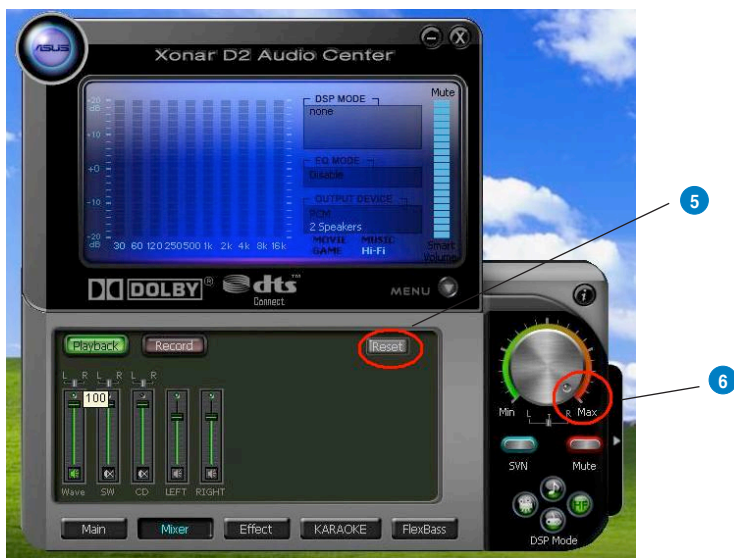 ASUS
Xonar D2 Audio Center
Mute
+20
dB
+10
+0
-10
-20
dB
30 60 120 250 500 1k 2k 4k 8k 16k
DSP MODE
none
EQ MODE
Disable
OUTPUT DEVICE
PCM
2 Speakers
MOVIE MUSIC
GAME Hi-Fi
Smart
Volume
DOLBY®
dts™
Connect
MENU
5
i
Playback
Record
Reset
L R L R L R
100
Wave SW CD LEFT RIGHT
Min L R Max
6
SVN Mute
HF
DSP Mode
Main
Mixer
Effect
KARAOKE
FlexBass